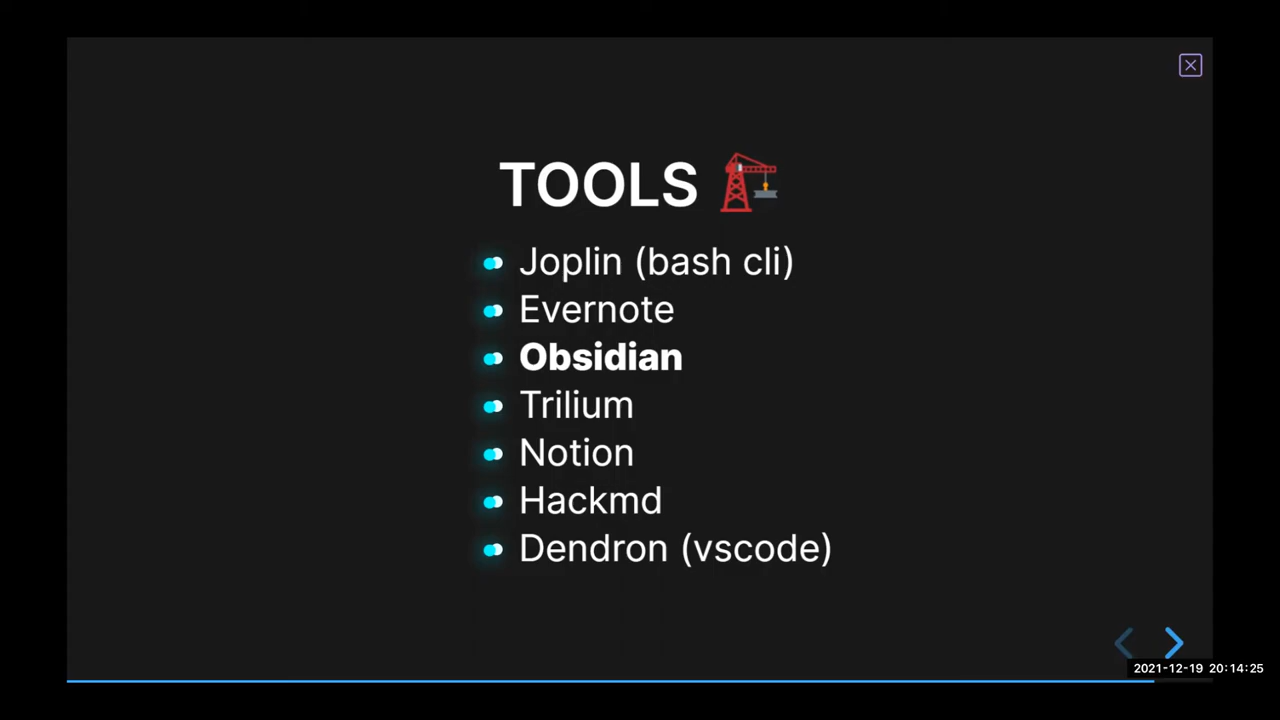 TOOLS
Joplin (bash cli)
Evernote
Obsidian
Trilium
Notion
Hackmd
Dendron (vscode)
2021-12-19 20:14:25